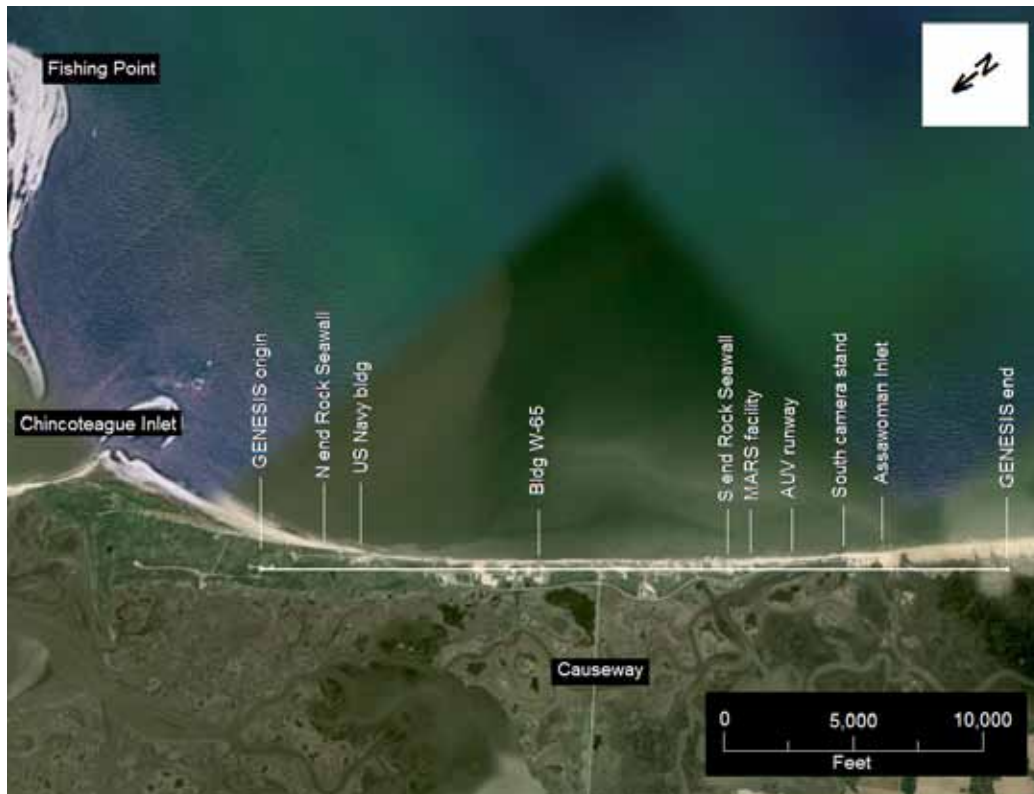 Fishing Point
N
Chincoteague Inlet
GENESIS origin
N end Rock Seawall
US Navy bldg
Bldg W-65
S end Rock Seawall
MARS facility
AUV runway
South camera stand
Assawoman Inlet
GENESIS end
Causeway
0 5,000 10,000
Feet